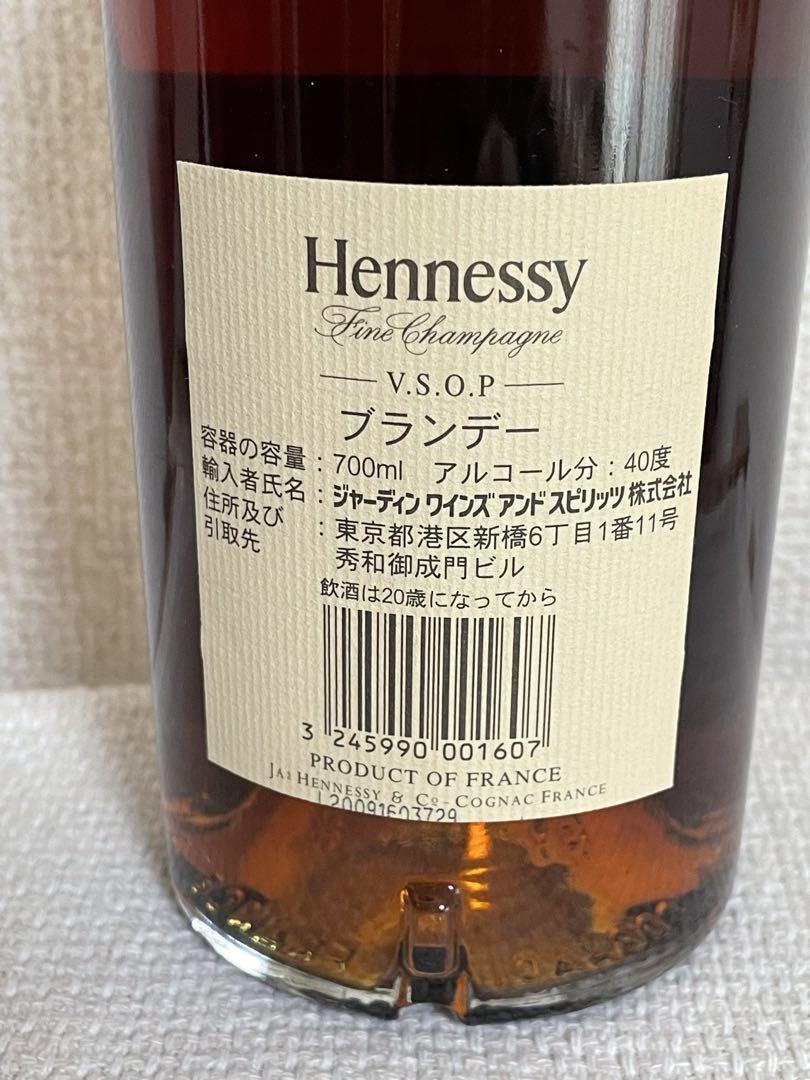 Hennessy
Fine Champagne
V.S.O.P
ブランデー
容器の容量：700ml アルコール分：40度
輸入者氏名：ジャーディン ワインズ アンド スピリッツ 株式会社
住所及び引取先：東京都港区新橋6丁目1番11号
秀和御成門ビル
飲酒は20歳になってから
3 245990 001607
PRODUCT OF FRANCE
JAs HENNESSY & Co - COGNAC FRANCE
L20091603729